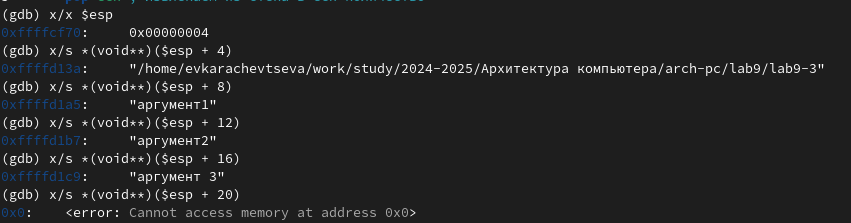 (gdb) x/x $esp
0xffffcf70: 0x00000004
(gdb) x/s *(void**)($esp + 4)
0xffffd13a: "/home/evkarachevtseva/work/study/2024-2025/Архитектура компьютера/arch-pc/lab9/lab9-3"
(gdb) x/s *(void**)($esp + 8)
0xffffd1a5: "аргумент1"
(gdb) x/s *(void**)($esp + 12)
0xffffd1b7: "аргумент2"
(gdb) x/s *(void**)($esp + 16)
0xffffd1c9: "аргумент 3"
(gdb) x/s *(void**)($esp + 20)
0x0: <error: Cannot access memory at address 0x0>